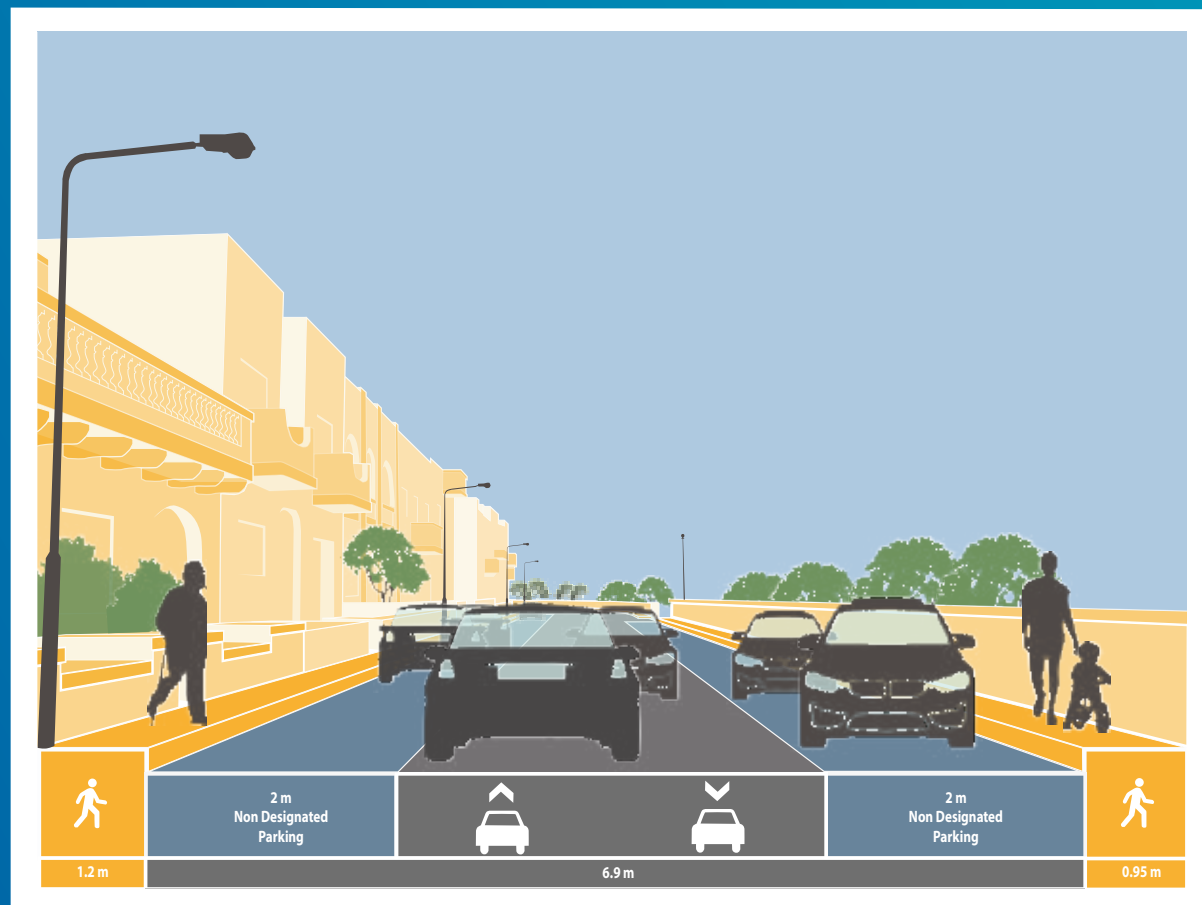 2 m
Non Designated
Parking
2 m
Non Designated
Parking
1.2 m
6.9 m
0.95 m